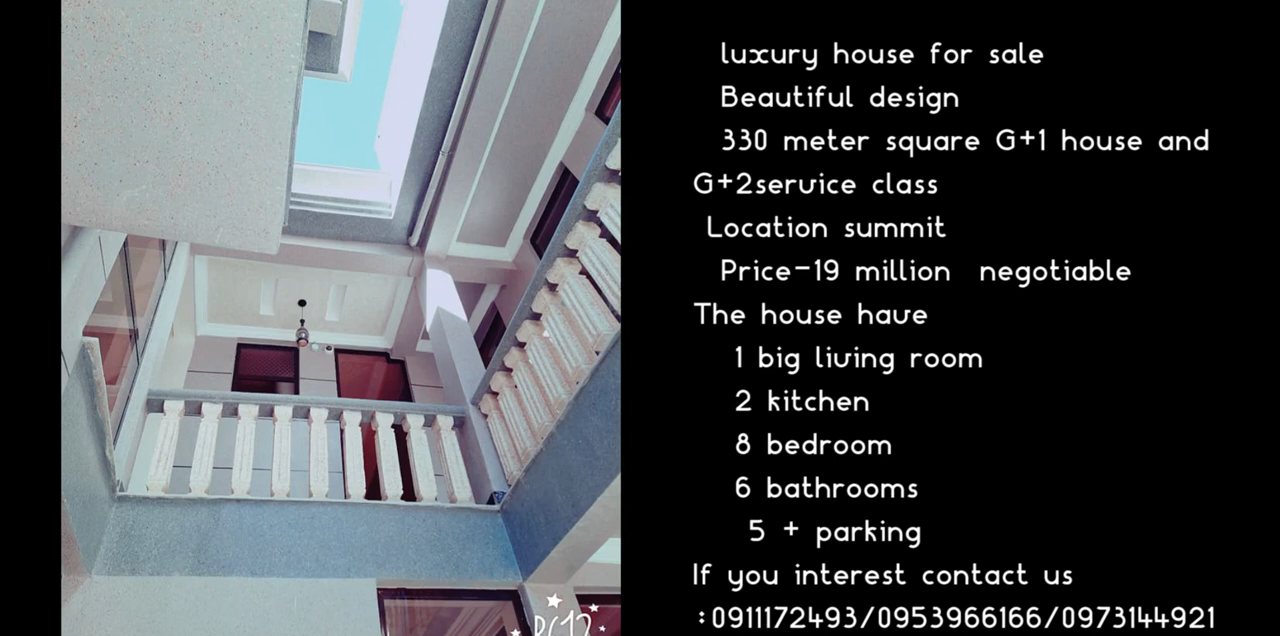 luxury house for sale
Beautiful design
330 meter square G+1 house and
G+2service class
Location summit
Price-19 million negotiable
The house have
1 big living room
2 kitchen
8 bedroom
6 bathrooms
5 + parking
If you interest contact us
:0911172493/0953966166/0973144921